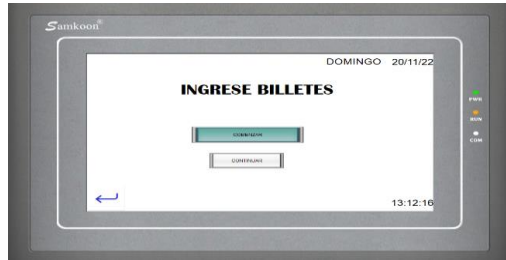 Samkoon®
DOMINGO 20/11/22
INGRESE BILLETES
CONTINUAR
13:12:16
PWR
RUN
COM